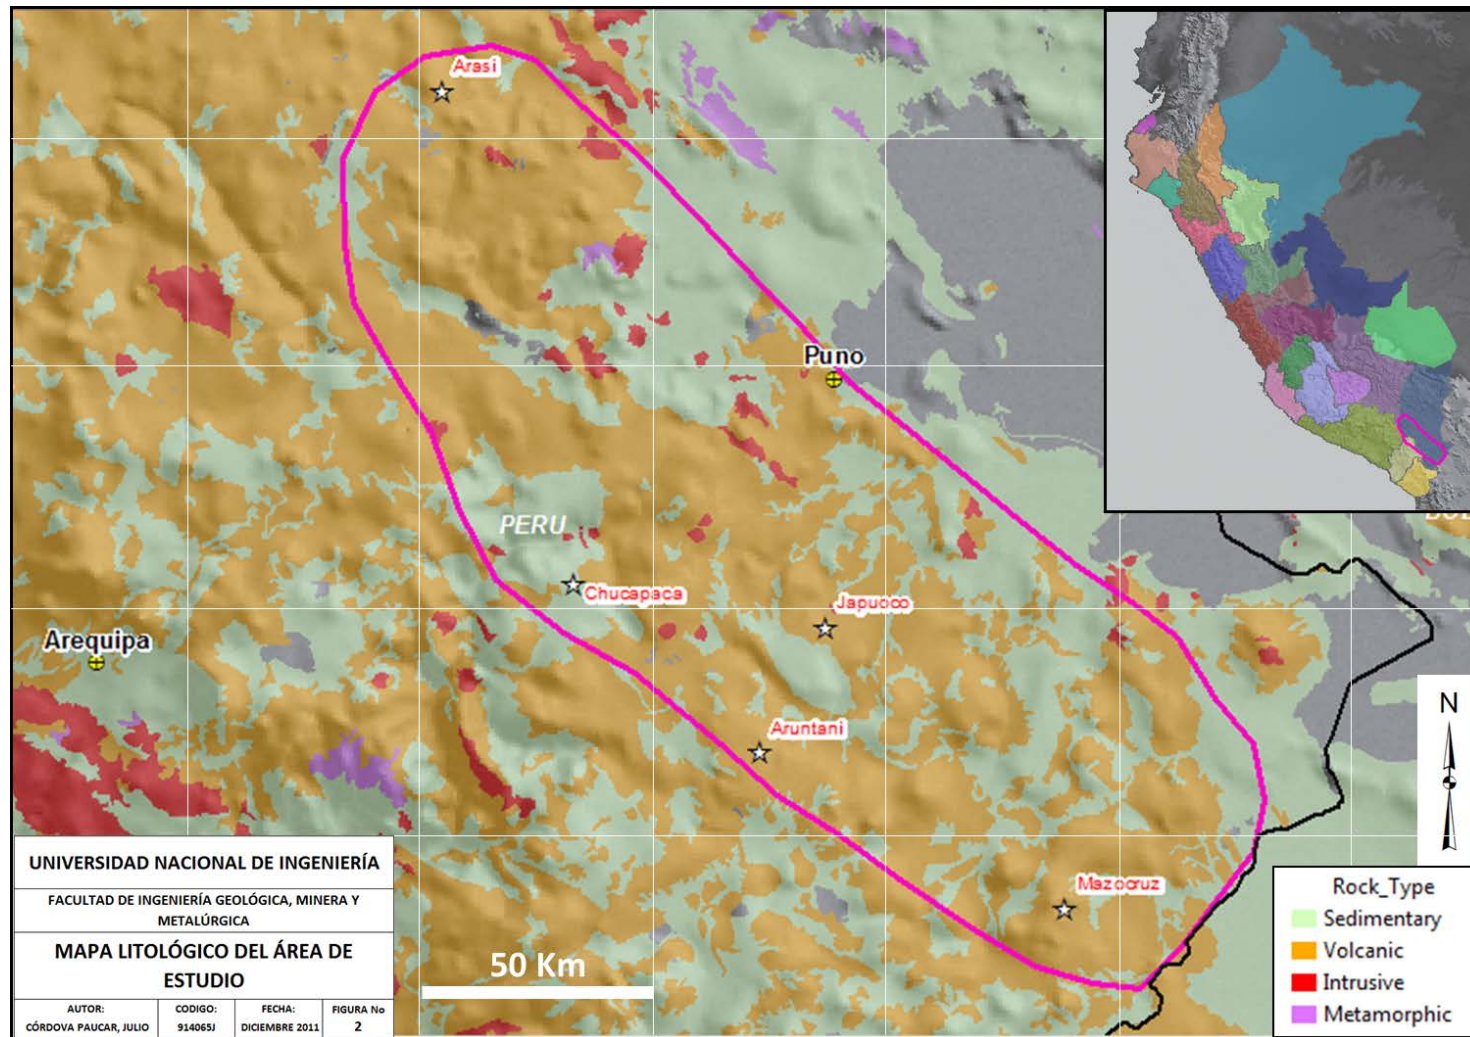 Arasi
Puno
PERU
Chucapaca
Japuoco
Arequipa
Aruntani
Mazocruz
N
50 Km
UNIVERSIDAD NACIONAL DE INGENIERÍA
FACULTAD DE INGENIERÍA GEOLÓGICA, MINERA Y
METALÚRGICA
MAPA LITOLÓGICO DEL ÁREA DE
ESTUDIO
AUTOR:
CÓRDOVA PAUCAR, JULIO
CODIGO:
914065J
FECHA:
DICIEMBRE 2011
FIGURA No
2
Rock_Type
Sedimentary
Volcanic
Intrusive
Metamorphic